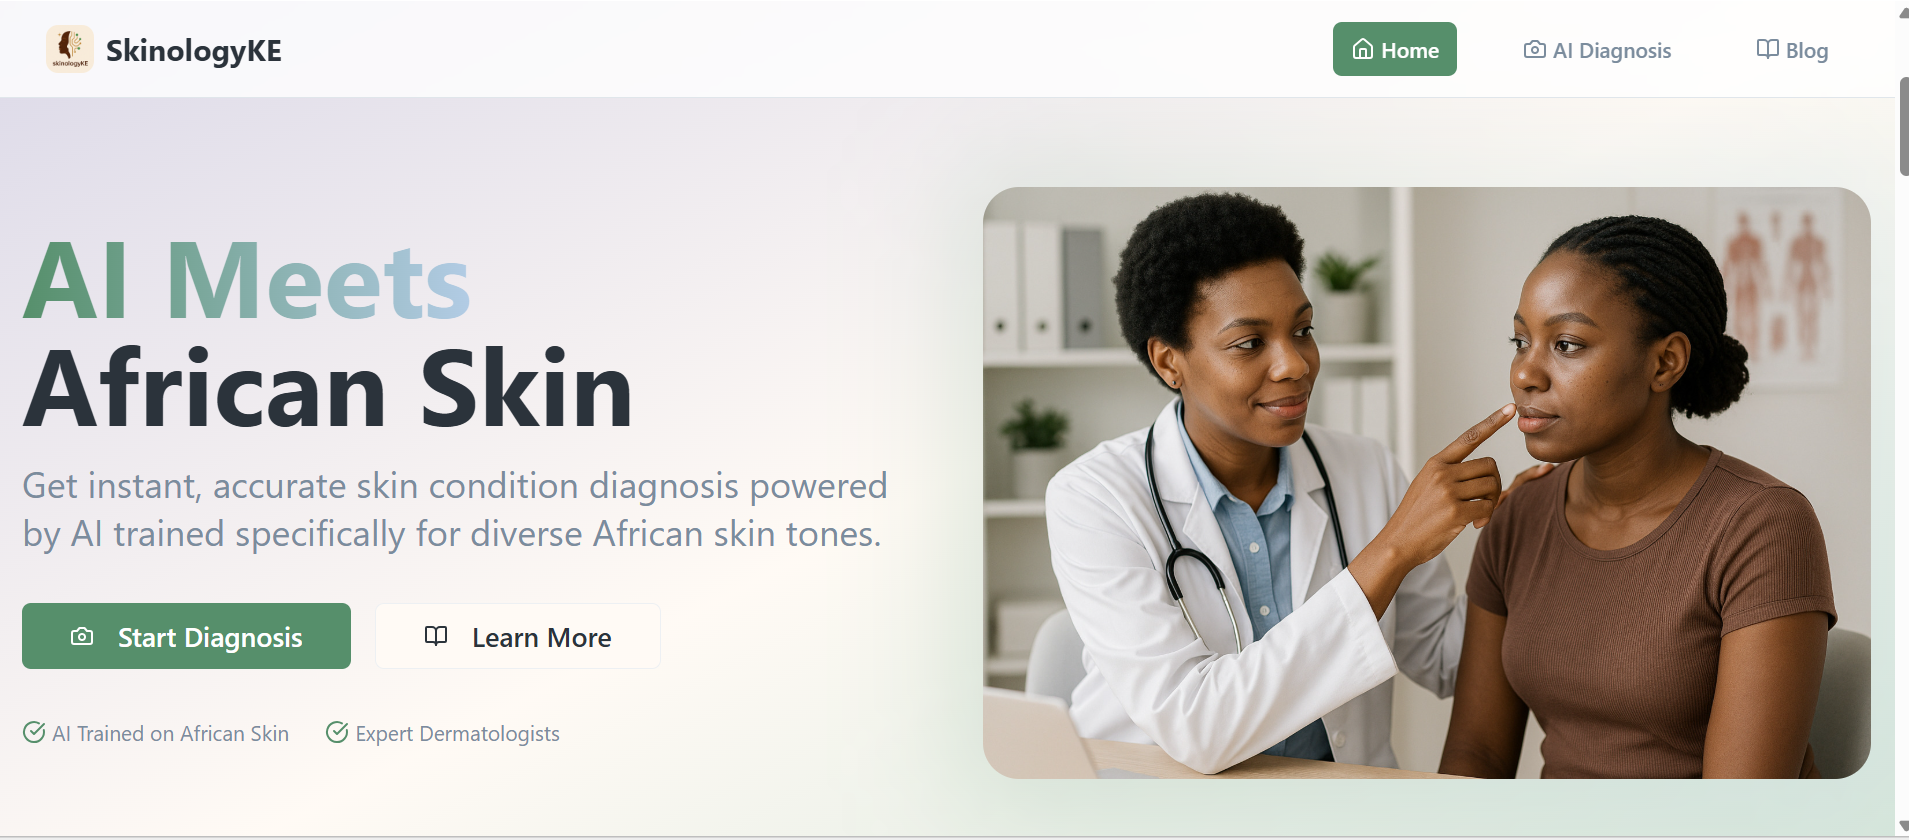 skinologyKE
SkinologyKE
Home
AI Diagnosis
Blog
AI Meets
African Skin
Get instant, accurate skin condition diagnosis powered
by AI trained specifically for diverse African skin tones.
Start Diagnosis
Learn More
AI Trained on African Skin
Expert Dermatologists